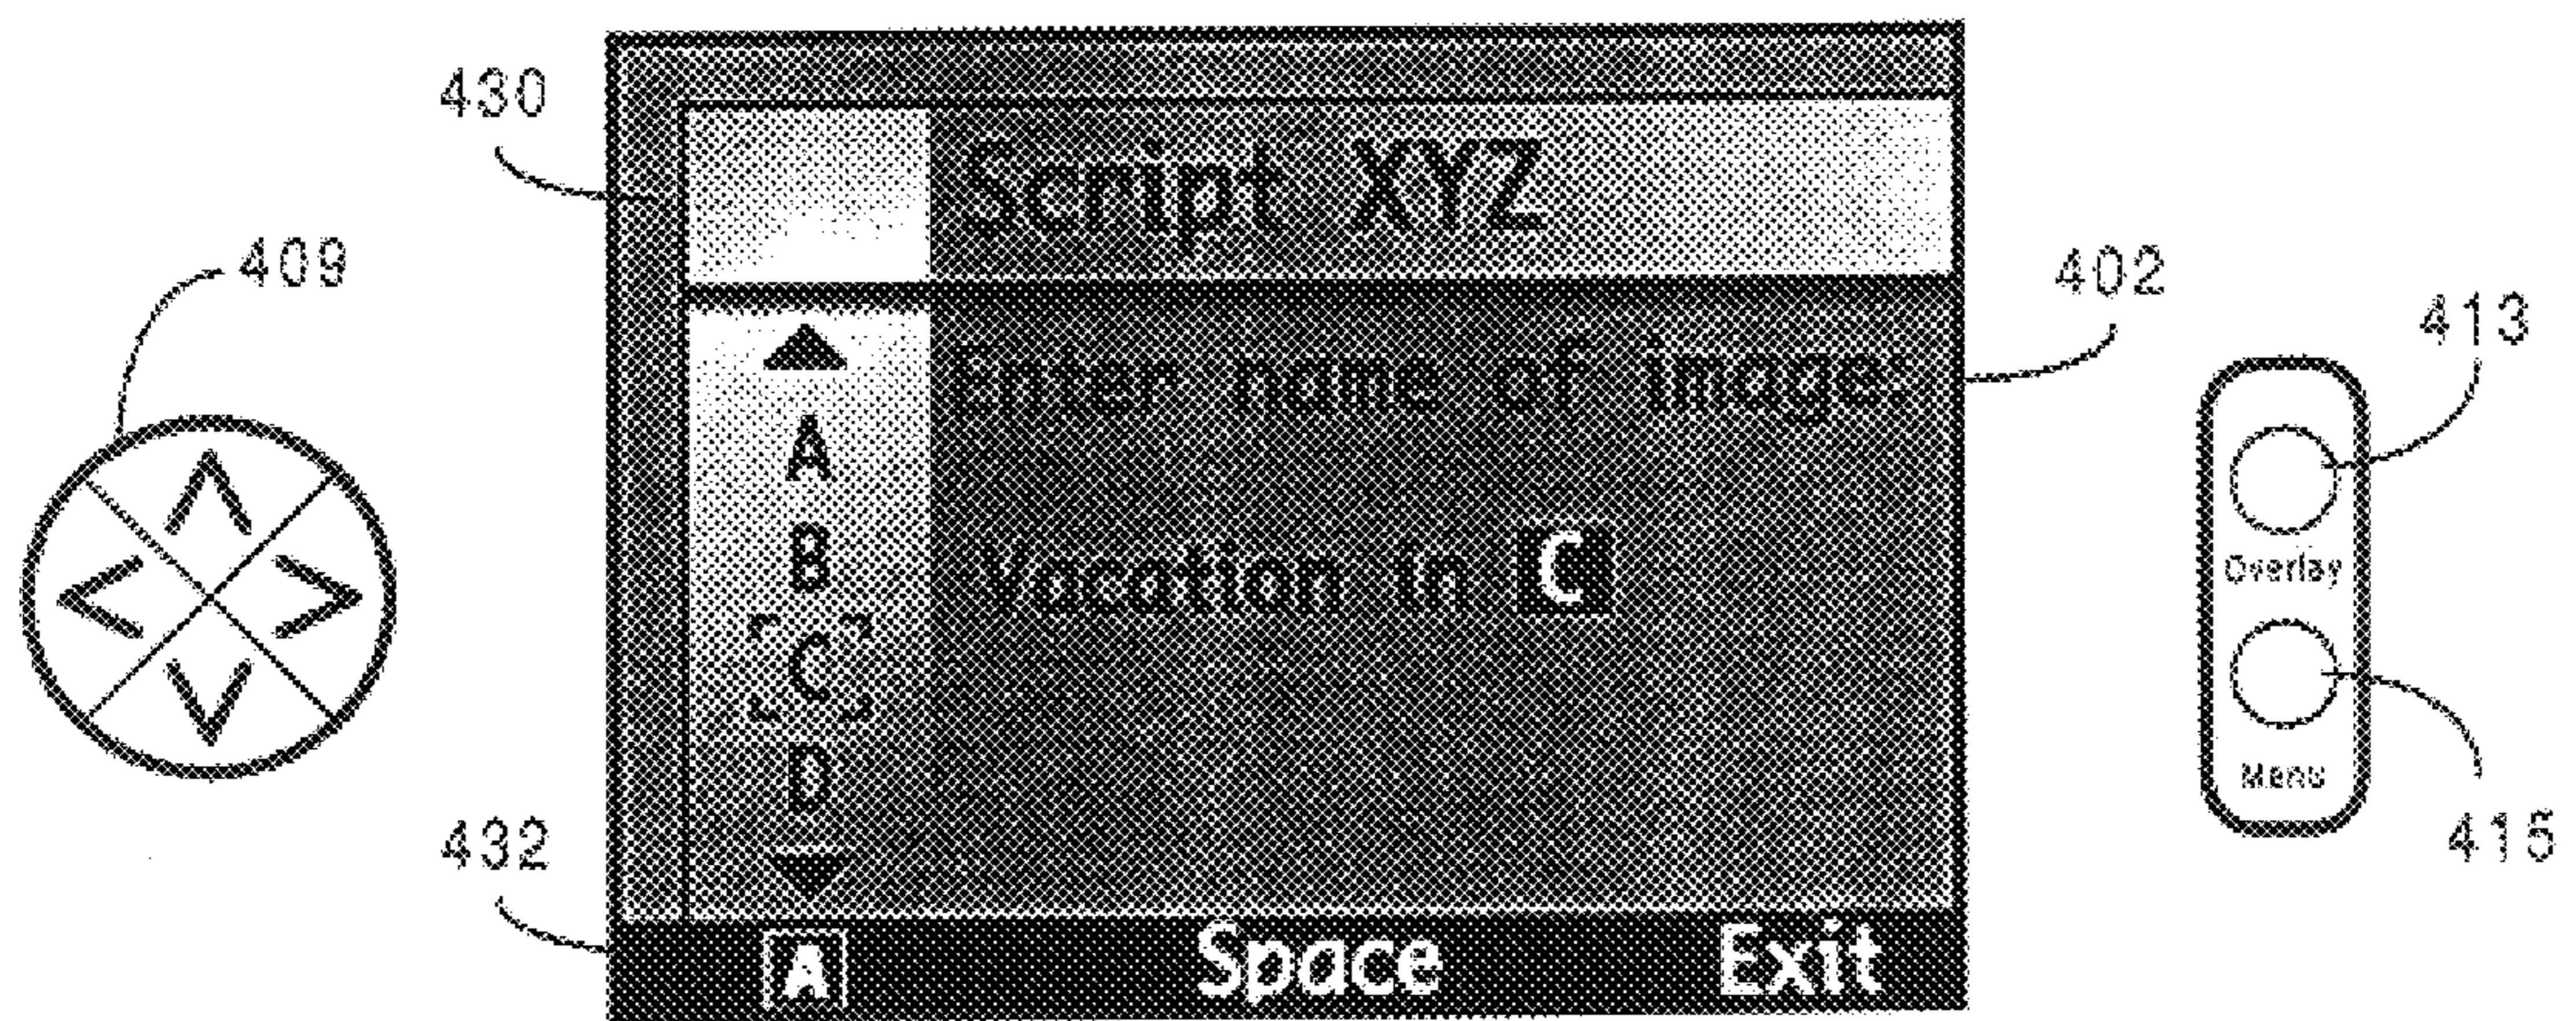 430
Script XYZ
409
402
413
Enter name of image:
A
B
Vacation in C
Overlay
C
D
Menu
432
415
A Space Exit